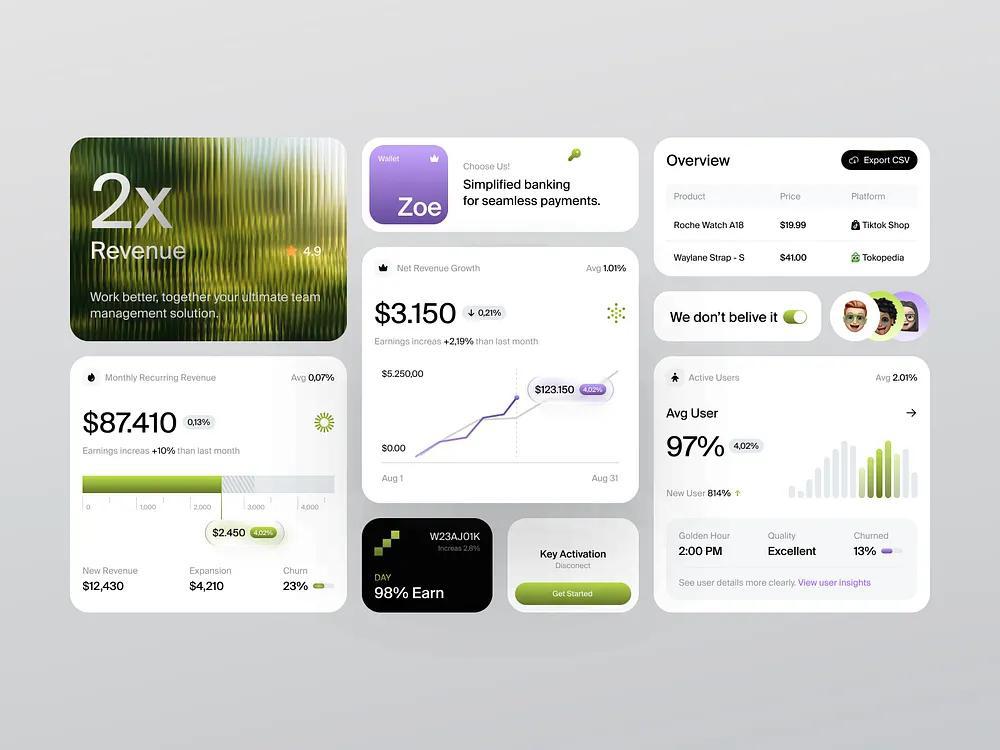 2x
Revenue
4.9
Work better, together your ultimate team
management solution.
Monthly Recurring Revenue
Avg 0,07%
$87.410
0,13%
Earnings increas +10% than last month
0
1,000
2,000
3,000
4,000
$2.450
4,02%
New Revenue
$12,430
Expansion
$4,210
Churn
23%
Wallet
Zoe
Choose Us!
Simplified banking
for seamless payments.
Net Revenue Growth
Avg 1.01%
$3.150
0,21%
Earnings increas +2,19% than last month
$5.250,00
$123.150
4,02%
$0.00
Aug 1
Aug 31
W23AJ01K
Increas 2,8%
DAY
98% Earn
Key Activation
Disconect
Get Started
Overview
Export CSV
Product
Price
Platform
Roche Watch A18
$19.99
Tiktok Shop
Waylane Strap - S
$41.00
Tokopedia
We don't belive it
Active Users
Avg 2.01%
Avg User
97%
4,02%
New User 814%
Golden Hour
2:00 PM
Quality
Excellent
Churned
13%
See user details more clearly. View user insights